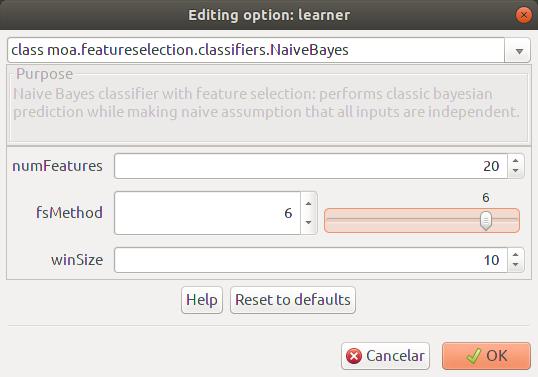 Editing option: learner
class moa.featureselection.classifiers.NaiveBayes
Purpose
Naive Bayes classifier with feature selection: performs classic bayesian
prediction while making naive assumption that all inputs are independent.
numFeatures 20
6
fsMethod 6
winSize 10
Help Reset to defaults
Cancelar OK